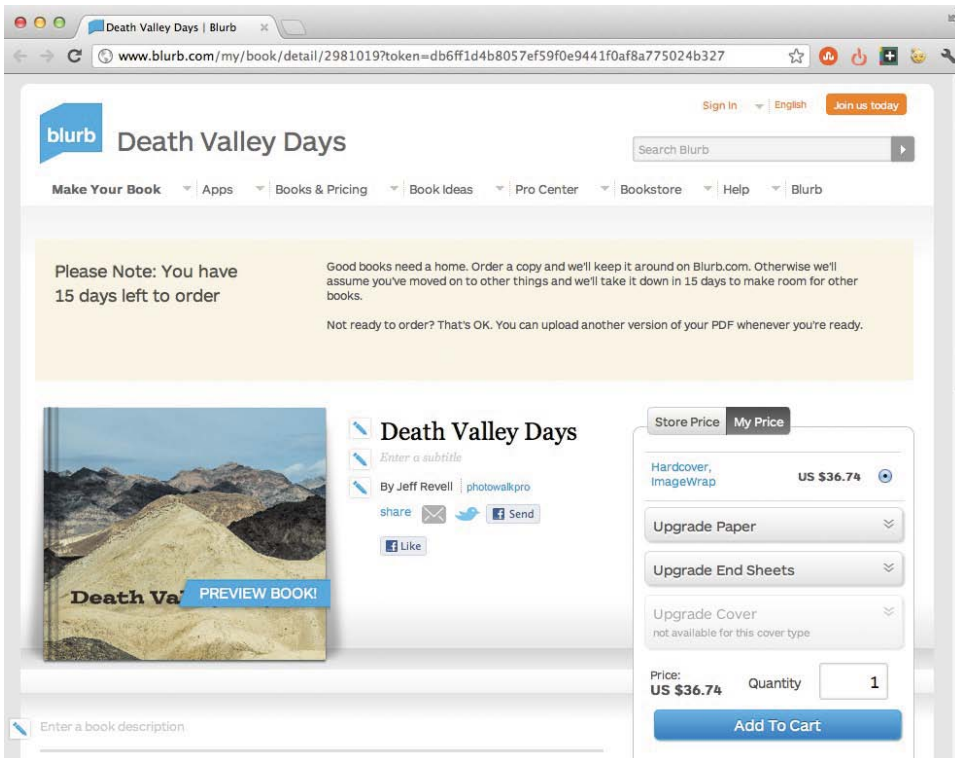 Death Valley Days | Blurb
www.blurb.com/my/book/detail/2981019?token=db6ff1d4b8057ef59f0e9441f0af8a775024b327
Sign In English Join us today
blurb Death Valley Days
Search Blurb
Make Your Book Apps Books & Pricing Book Ideas Pro Center Bookstore Help Blurb
Please Note: You have
15 days left to order
Good books need a home. Order a copy and we'll keep it around on Blurb.com. Otherwise we'll
assume you've moved on to other things and we'll take it down in 15 days to make room for other
books.
Not ready to order? That's OK. You can upload another version of your PDF whenever you're ready.
Death Va
PREVIEW BOOK!
Death Valley Days
Enter a subtitle
By Jeff Revell photowalkpro
share Send
Like
Store Price My Price
Hardcover,
ImageWrap US $36.74
Upgrade Paper
Upgrade End Sheets
Upgrade Cover
not available for this cover type
Price:
US $36.74 Quantity 1
Add To Cart
Enter a book description